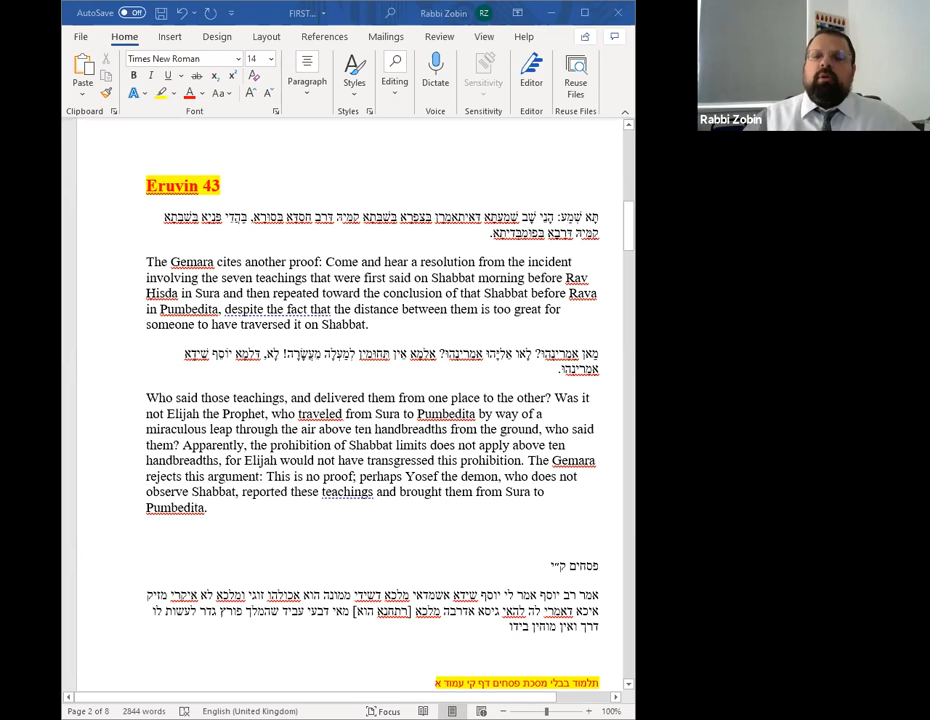 AutoSave Off FIRST... Rabbi Zobin RZ
File Home Insert Design Layout References Mailings Review View Help
Times New Roman 14
Paste Paragraph Styles Editing Dictate Sensitivity Editor Reuse Files
Clipboard Font Styles Voice Sensitivity Editor Reuse Files
Rabbi Zobin
Eruvin 43
תָּא שְׁמַע: הָנֵי שֶׁב שְׁמַעְתָּא דְּאִיתְאֲמַרָן בְּצַפְרָא בְּשַׁבְּתָא קַמֵּיהּ דְּרַב חִסְדָּא בְּסוּרָא, בַּהֲדֵי פַּנְיָא בְּשַׁבְּתָא
קַמֵּיהּ דְּרָבָא בְּפוּמְבְּדִיתָא.
The Gemara cites another proof: Come and hear a resolution from the incident
involving the seven teachings that were first said on Shabbat morning before Rav
Hisda in Sura and then repeated toward the conclusion of that Shabbat before Rava
in Pumbedita, despite the fact that the distance between them is too great for
someone to have traversed it on Shabbat.
מַאן אַמְרִינְהוּ? לָאו אֵלִיָּהוּ אַמְרִינְהוּ? אַלְמָא אֵין תְּחוּמִין לְמַעְלָה מֵעֲשָׂרָה! לָא, דִּלְמָא יוֹסֵף שֵׁידָא
אַמְרִינְהוּ.
Who said those teachings, and delivered them from one place to the other? Was it
not Elijah the Prophet, who traveled from Sura to Pumbedita by way of a
miraculous leap through the air above ten handbreadths from the ground, who said
them? Apparently, the prohibition of Shabbat limits does not apply above ten
handbreadths, for Elijah would not have transgressed this prohibition. The Gemara
rejects this argument: This is no proof; perhaps Yosef the demon, who does not
observe Shabbat, reported these teachings and brought them from Sura to
Pumbedita.
פסחים ק״י
אמר רב יוסף אמר לי יוסף שידא אשמדאי מלכא דשידי ממונה הוא אכולהו זוגי ומלכא לא איקרי מזיק
איכא דאמרי לה להאי גיסא אדרבה מלכא [רתחנא הוא] מאי דבעי עביד שהמלך פורץ גדר לעשות לו
דרך ואין מוחין בידו
תלמוד בבלי מסכת פסחים דף קי עמוד א
Page 2 of 8 2844 words English (United Kingdom) Focus 100%